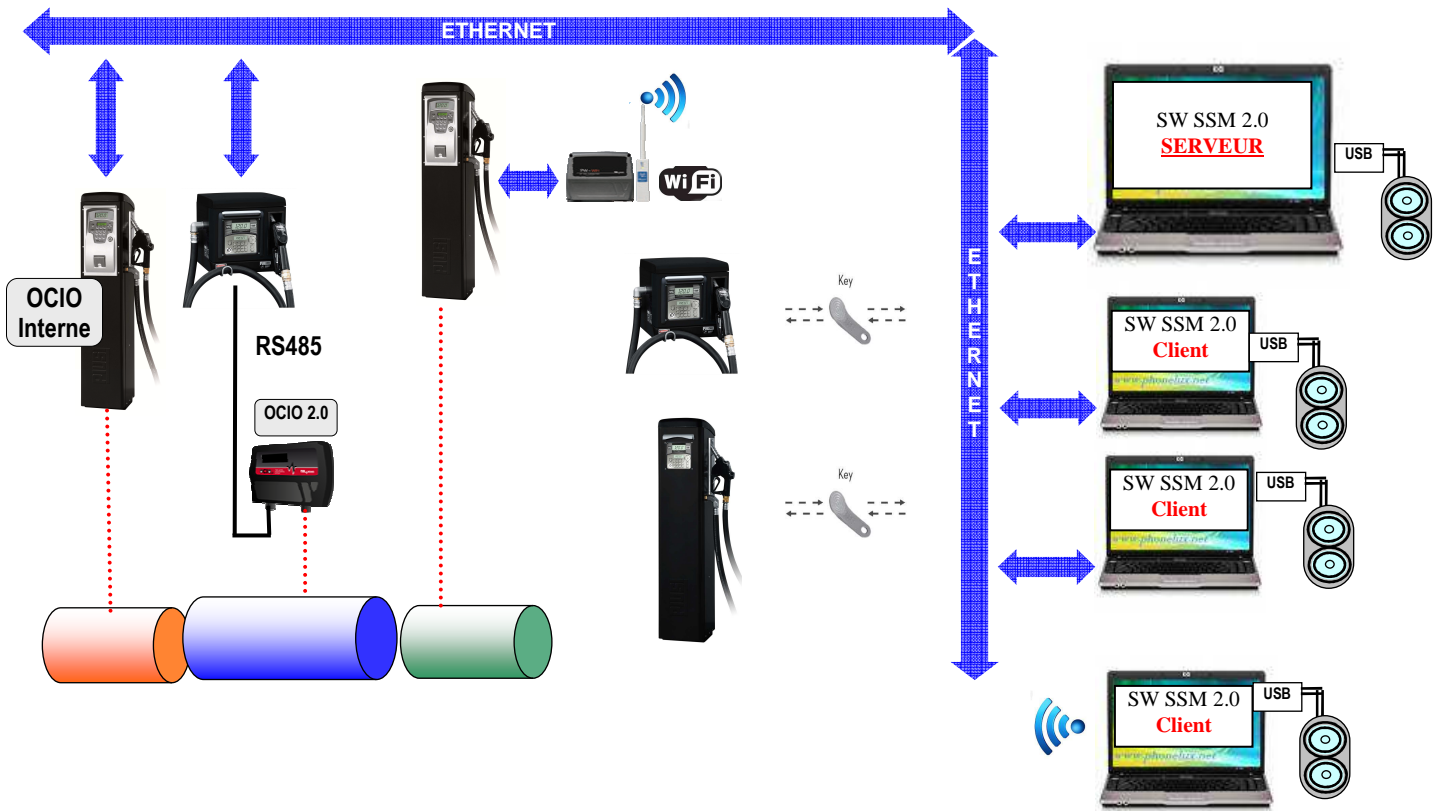 ETHERNET
SW SSM 2.0
SERVEUR
USB
WiFi
OCIO
Interne
RS485
OCIO 2.0
Key
Key
ETHERNET
SW SSM 2.0
Client
USB
www.phonelux.net
SW SSM 2.0
Client
USB
www.phonelux.net
SW SSM 2.0
Client
USB
www.phonelux.net